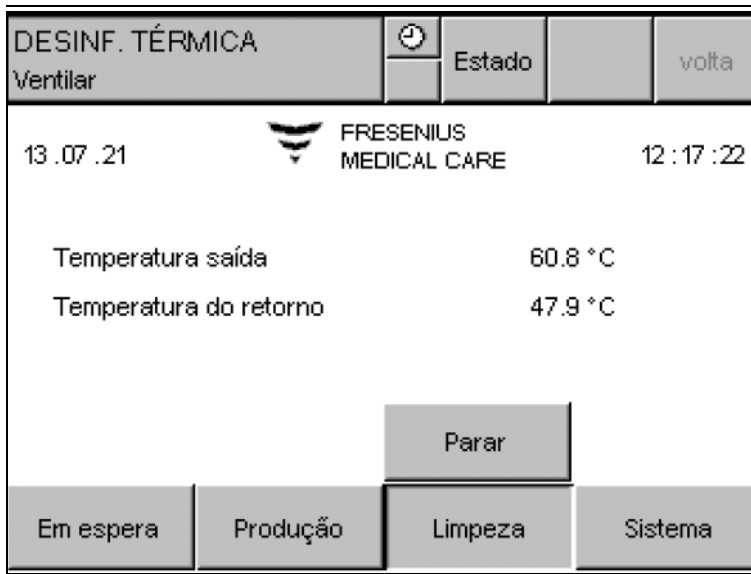 DESINF. TÉRMICA
Ventilar
Estado
volta
13 .07 .21
FRESENIUS
MEDICAL CARE
12 : 17 : 22
Temperatura saída 60.8 °C
Temperatura do retorno 47.9 °C
Parar
Em espera
Produção
Limpeza
Sistema